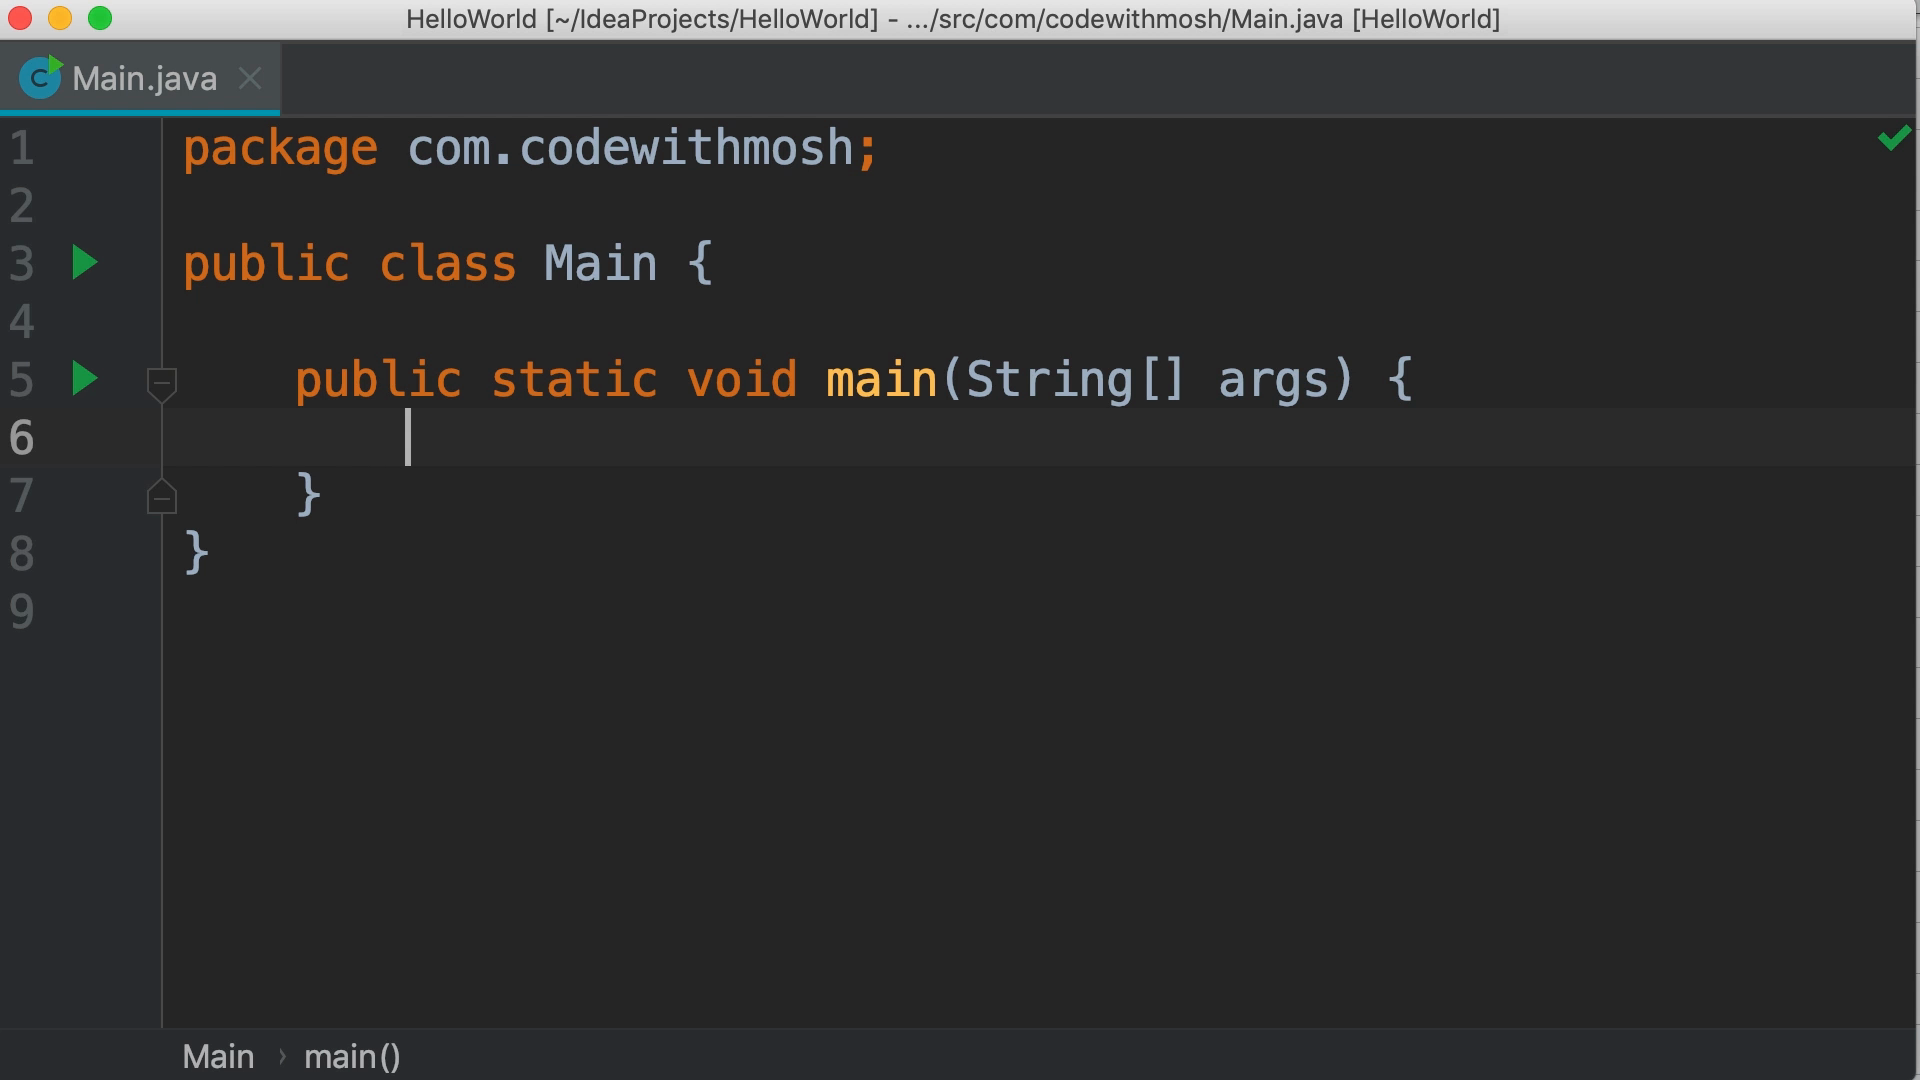 HelloWorld [~/IdeaProjects/HelloWorld] - .../src/com/codewithmosh/Main.java [HelloWorld]
Main.java
1 package com.codewithmosh;
2
3 public class Main {
4
5     public static void main(String[] args) {
6
7     }
8 }
9
Main › main()